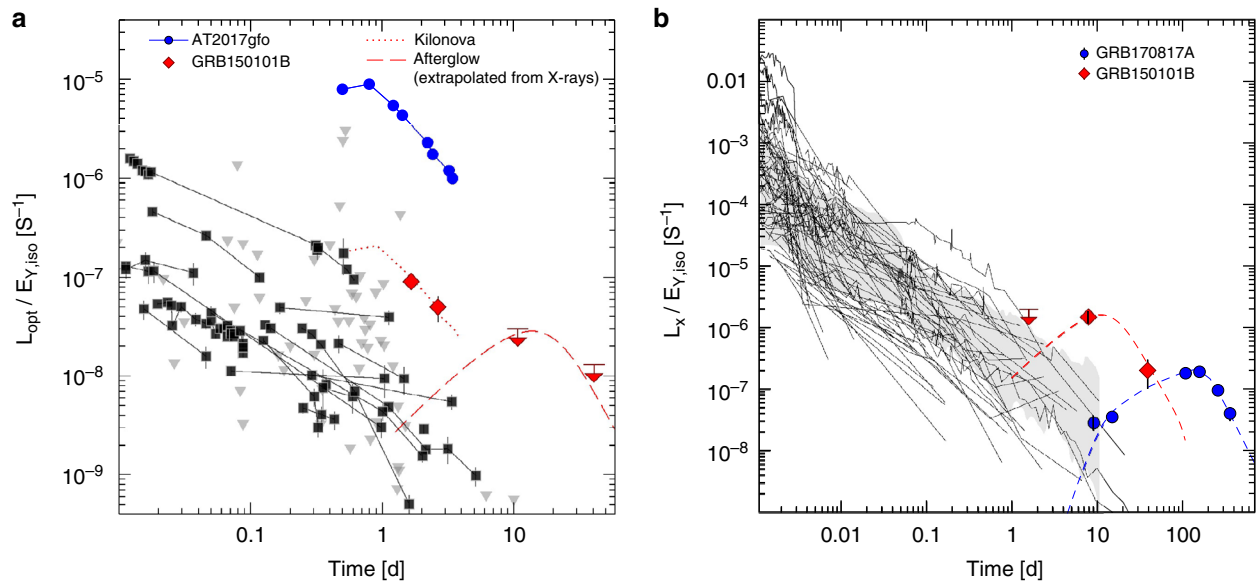 a
AT2017gfo
GRB150101B
Kilonova
Afterglow
(extrapolated from X-rays)
10⁻⁵
10⁻⁶
10⁻⁷
10⁻⁸
10⁻⁹
L_opt / E_Y,iso [S⁻¹]
0.1
1
10
Time [d]
b
GRB170817A
GRB150101B
0.01
10⁻³
10⁻⁴
10⁻⁵
10⁻⁶
10⁻⁷
10⁻⁸
L_x / E_Y,iso [S⁻¹]
0.01
0.1
1
10
100
Time [d]